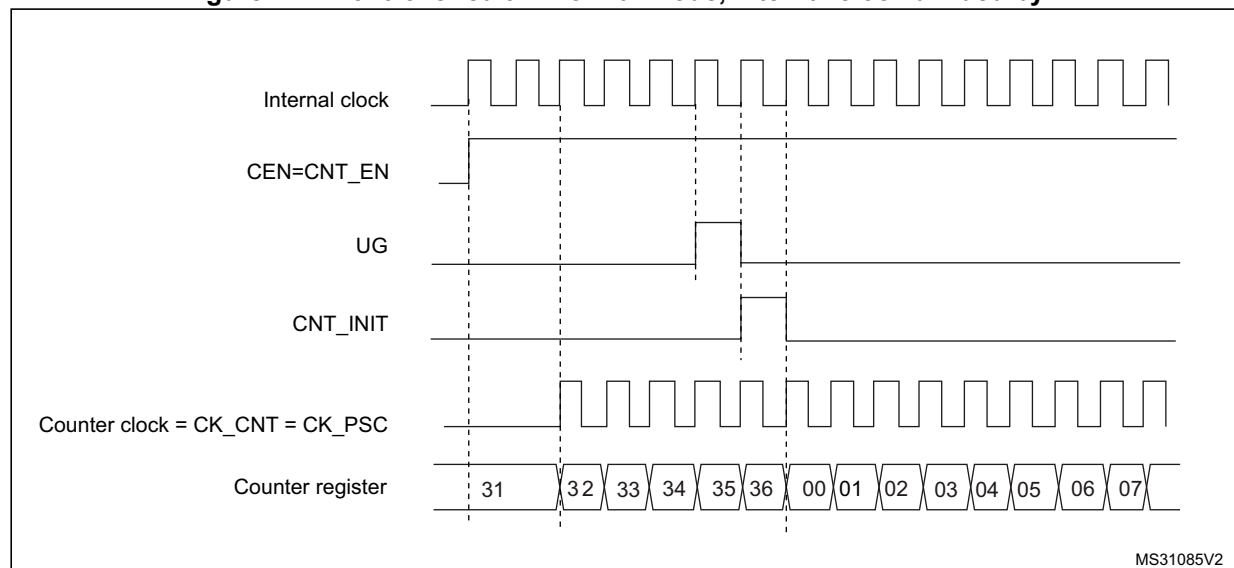 Internal clock
CEN=CNT_EN
UG
CNT_INIT
Counter clock = CK_CNT = CK_PSC
Counter register 31 32 33 34 35 36 00 01 02 03 04 05 06 07
MS31085V2